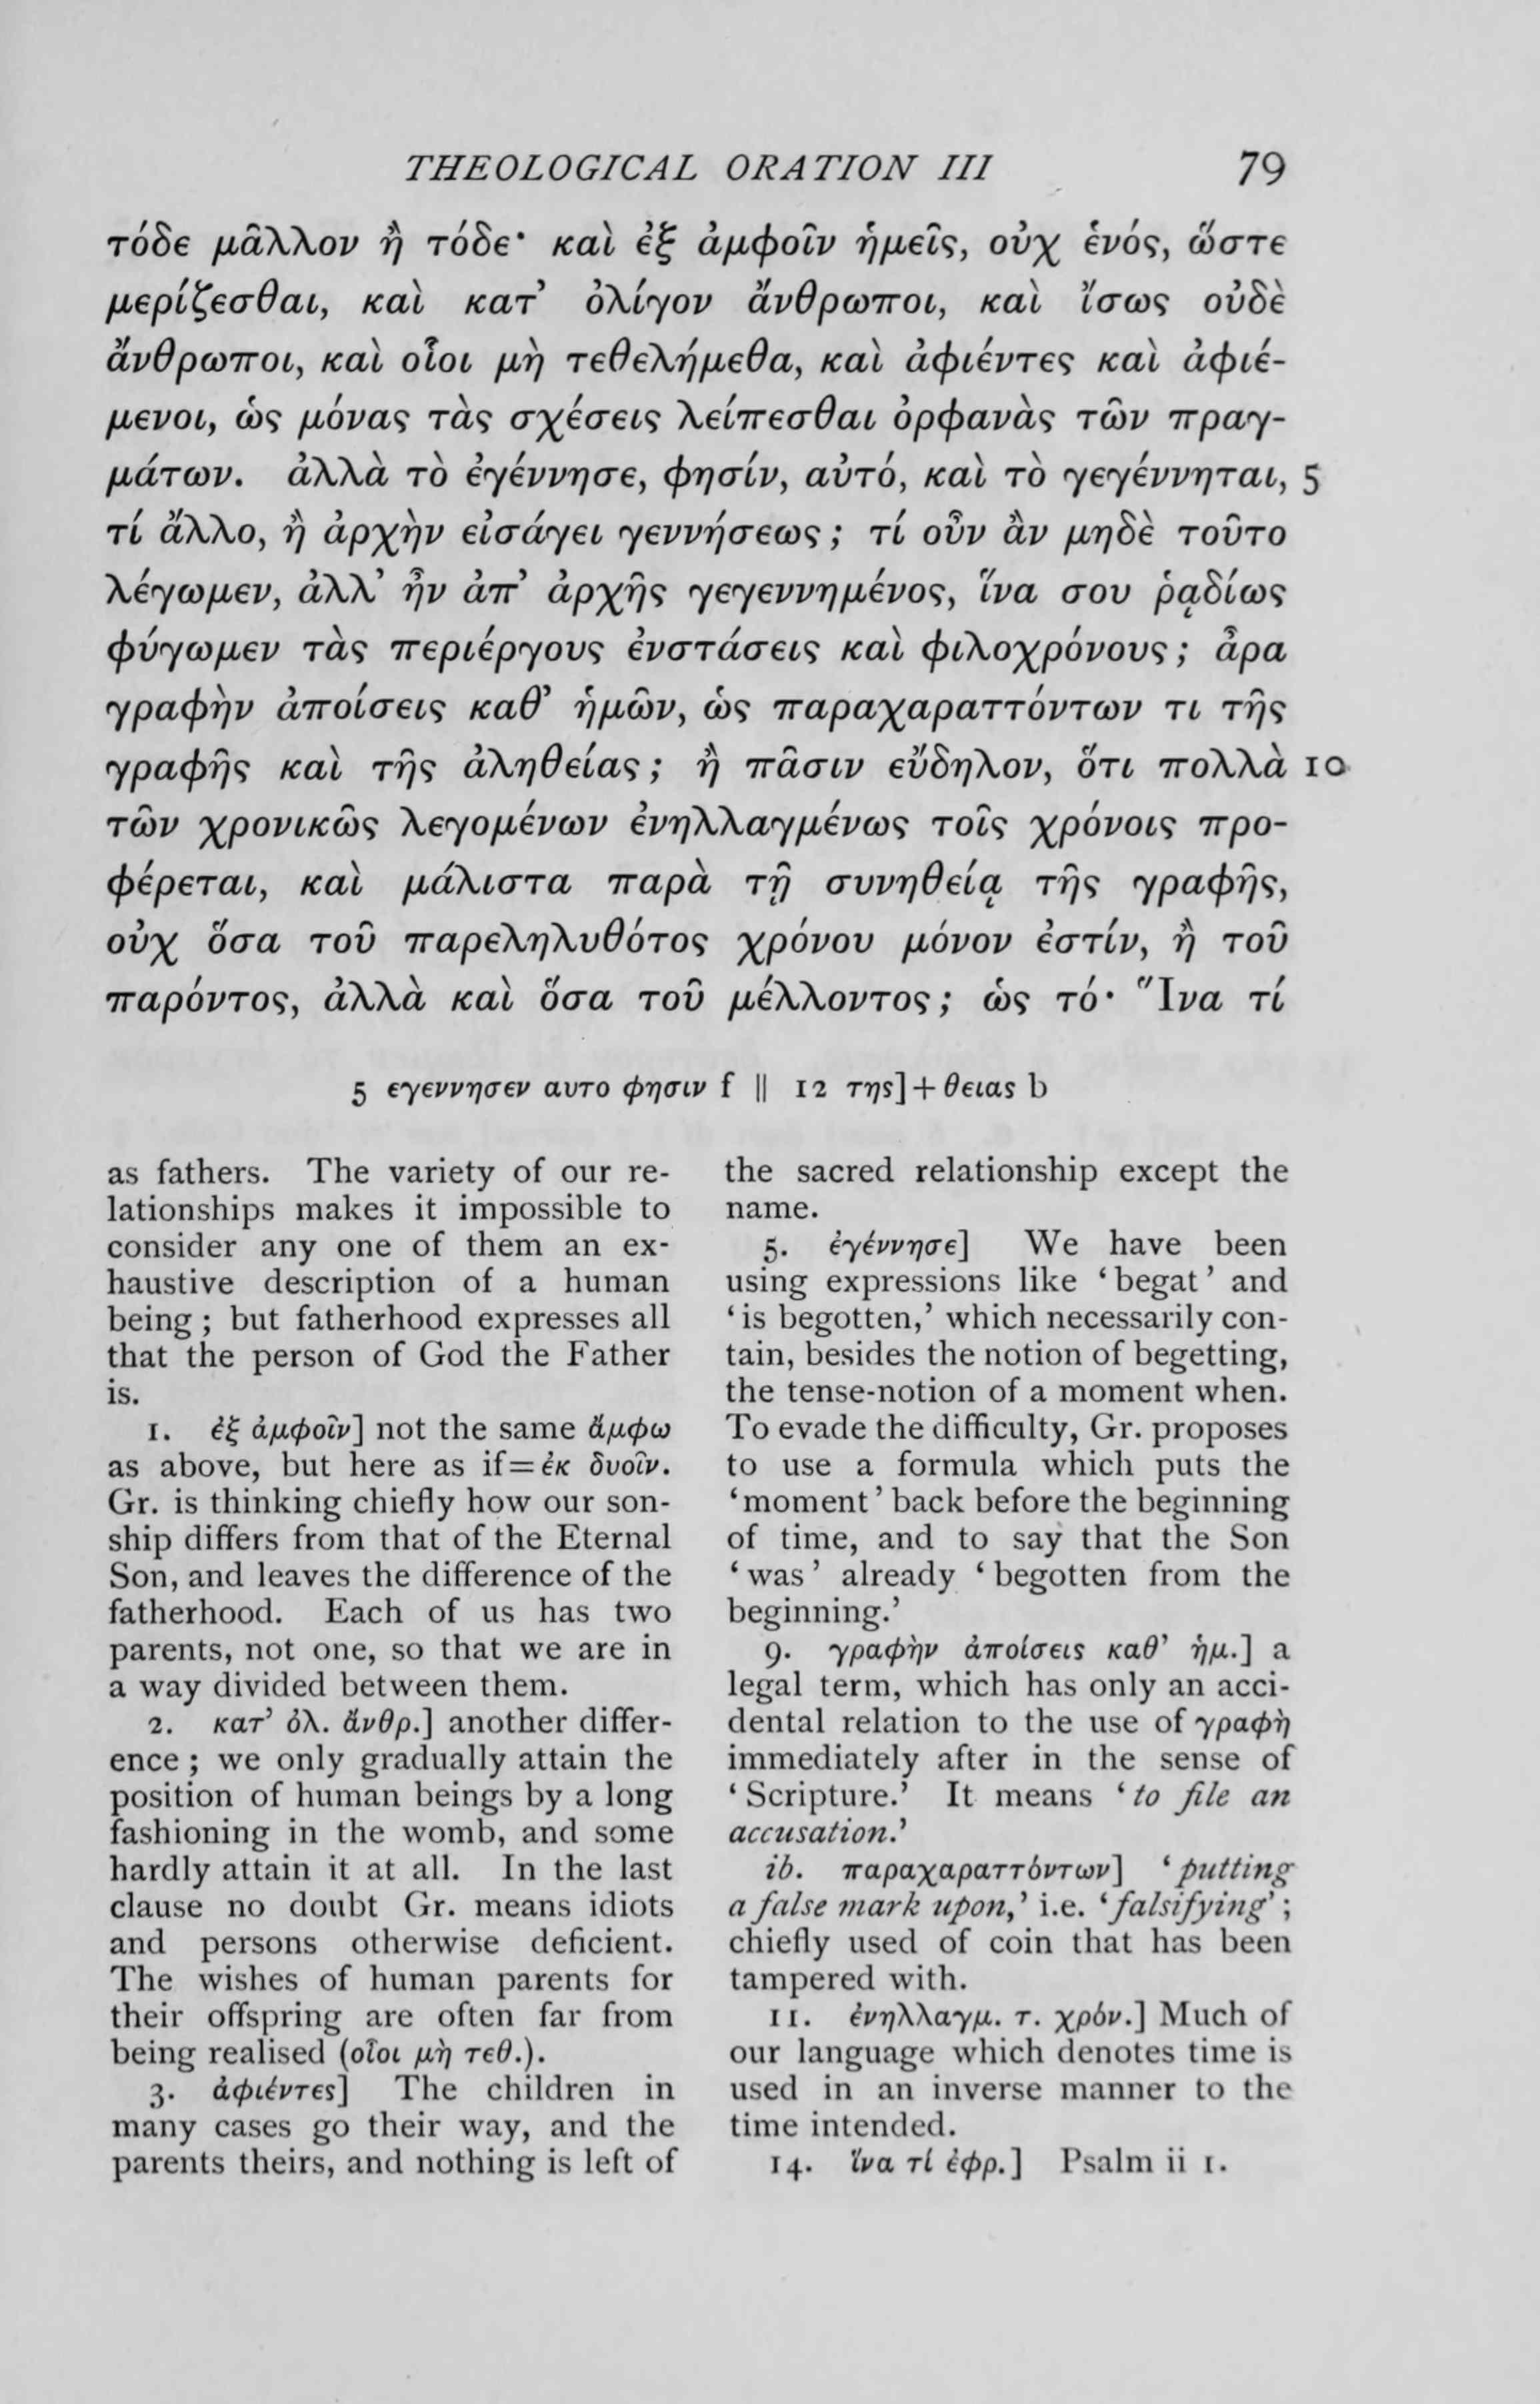 THEOLOGICAL ORATION III 79
τόδε μᾶλλον ἢ τόδε· καὶ ἐξ ἀμφοῖν ἡμεῖς, οὐχ ἑνός, ὥστε
μερίζεσθαι, καὶ κατ’ ὀλίγον ἄνθρωποι, καὶ ἴσως οὐδὲ
ἄνθρωποι, καὶ οἷοι μὴ τεθελήμεθα, καὶ ἀφιέντες καὶ ἀφιέ-
μενοι, ὡς μόνας τὰς σχέσεις λείπεσθαι ὀρφανὰς τῶν πραγ-
μάτων. ἀλλὰ τὸ ἐγέννησε, φησίν, αὐτό, καὶ τὸ γεγέννηται, 5
τί ἄλλο, ἢ ἀρχὴν εἰσάγει γεννήσεως; τί οὖν ἂν μηδὲ τοῦτο
λέγωμεν, ἀλλ’ ἦν ἀπ’ ἀρχῆς γεγεννημένος, ἵνα σου ῥᾳδίως
φύγωμεν τὰς περιέργους ἐνστάσεις καὶ φιλοχρόνους; ἆρα
γραφὴν ἀποίσεις καθ’ ἡμῶν, ὡς παραχαραττόντων τι τῆς
γραφῆς καὶ τῆς ἀληθείας; ἢ πᾶσιν εὔδηλον, ὅτι πολλὰ 10
τῶν χρονικῶς λεγομένων ἐνηλλαγμένως τοῖς χρόνοις προ-
φέρεται, καὶ μάλιστα παρὰ τῇ συνηθείᾳ τῆς γραφῆς,
οὐχ ὅσα τοῦ παρεληλυθότος χρόνου μόνον ἐστίν, ἢ τοῦ
παρόντος, ἀλλὰ καὶ ὅσα τοῦ μέλλοντος; ὡς τό· Ἵνα τί
5 εγεννησεν αυτο φησιν f || 12 της]+θειας b
as fathers. The variety of our re-
lationships makes it impossible to
consider any one of them an ex-
haustive description of a human
being; but fatherhood expresses all
that the person of God the Father
is.
1. ἐξ ἀμφοῖν] not the same ἄμφω
as above, but here as if=ἐκ δυοῖν.
Gr. is thinking chiefly how our son-
ship differs from that of the Eternal
Son, and leaves the difference of the
fatherhood. Each of us has two
parents, not one, so that we are in
a way divided between them.
2. κατ’ ὀλ. ἄνθρ.] another differ-
ence; we only gradually attain the
position of human beings by a long
fashioning in the womb, and some
hardly attain it at all. In the last
clause no doubt Gr. means idiots
and persons otherwise deficient.
The wishes of human parents for
their offspring are often far from
being realised (οἷοι μὴ τεθ.).
3. ἀφιέντες] The children in
many cases go their way, and the
parents theirs, and nothing is left of
the sacred relationship except the
name.
5. ἐγέννησε] We have been
using expressions like ‘begat’ and
‘is begotten,’ which necessarily con-
tain, besides the notion of begetting,
the tense-notion of a moment when.
To evade the difficulty, Gr. proposes
to use a formula which puts the
‘moment’ back before the beginning
of time, and to say that the Son
‘was’ already ‘begotten from the
beginning.’
9. γραφὴν ἀποίσεις καθ’ ἡμ.] a
legal term, which has only an acci-
dental relation to the use of γραφὴ
immediately after in the sense of
‘Scripture.’ It means ‘to file an
accusation.’
ib. παραχαραττόντων] ‘putting
a false mark upon,’ i.e. ‘falsifying’;
chiefly used of coin that has been
tampered with.
11. ἐνηλλαγμ. τ. χρόν.] Much of
our language which denotes time is
used in an inverse manner to the
time intended.
14. ἵνα τί ἐφρ.] Psalm ii 1.